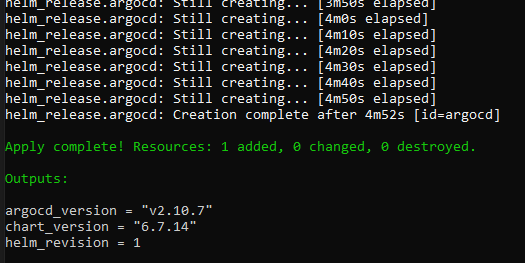 helm_release.argocd: Still creating... [3m50s elapsed]
helm_release.argocd: Still creating... [4m0s elapsed]
helm_release.argocd: Still creating... [4m10s elapsed]
helm_release.argocd: Still creating... [4m20s elapsed]
helm_release.argocd: Still creating... [4m30s elapsed]
helm_release.argocd: Still creating... [4m40s elapsed]
helm_release.argocd: Still creating... [4m50s elapsed]
helm_release.argocd: Creation complete after 4m52s [id=argocd]
Apply complete! Resources: 1 added, 0 changed, 0 destroyed.
Outputs:
argocd_version = "v2.10.7"
chart_version = "6.7.14"
helm_revision = 1